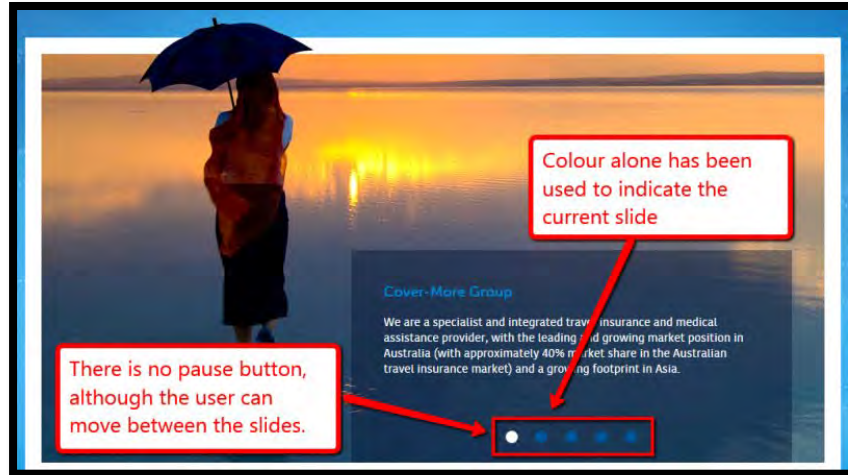 Colour alone has been
used to indicate the
current slide
Cover-More Group
We are a specialist and integrated travel insurance and medical
assistance provider, with the leading and growing market position in
Australia (with approximately 40% market share in the Australian
travel insurance market) and a growing footprint in Asia.
There is no pause button,
although the user can
move between the slides.